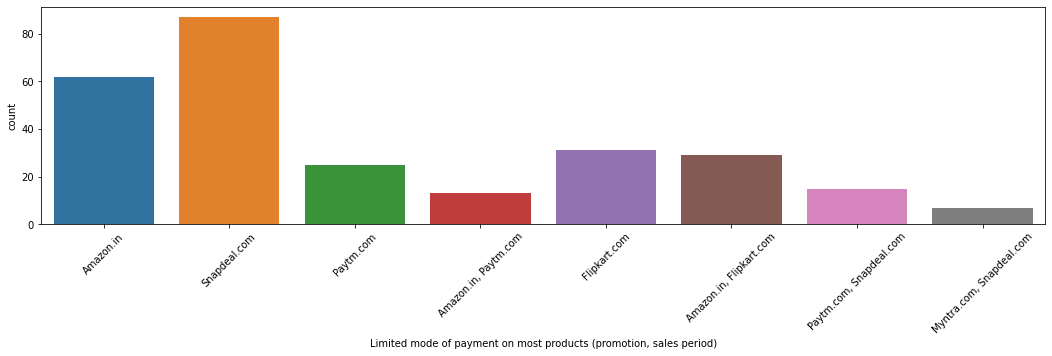 80
60
40
20
0
count
Amazon.in
Snapdeal.com
Paytm.com
Amazon.in, Paytm.com
Flipkart.com
Amazon.in, Flipkart.com
Paytm.com, Snapdeal.com
Myntra.com, Snapdeal.com
Limited mode of payment on most products (promotion, sales period)